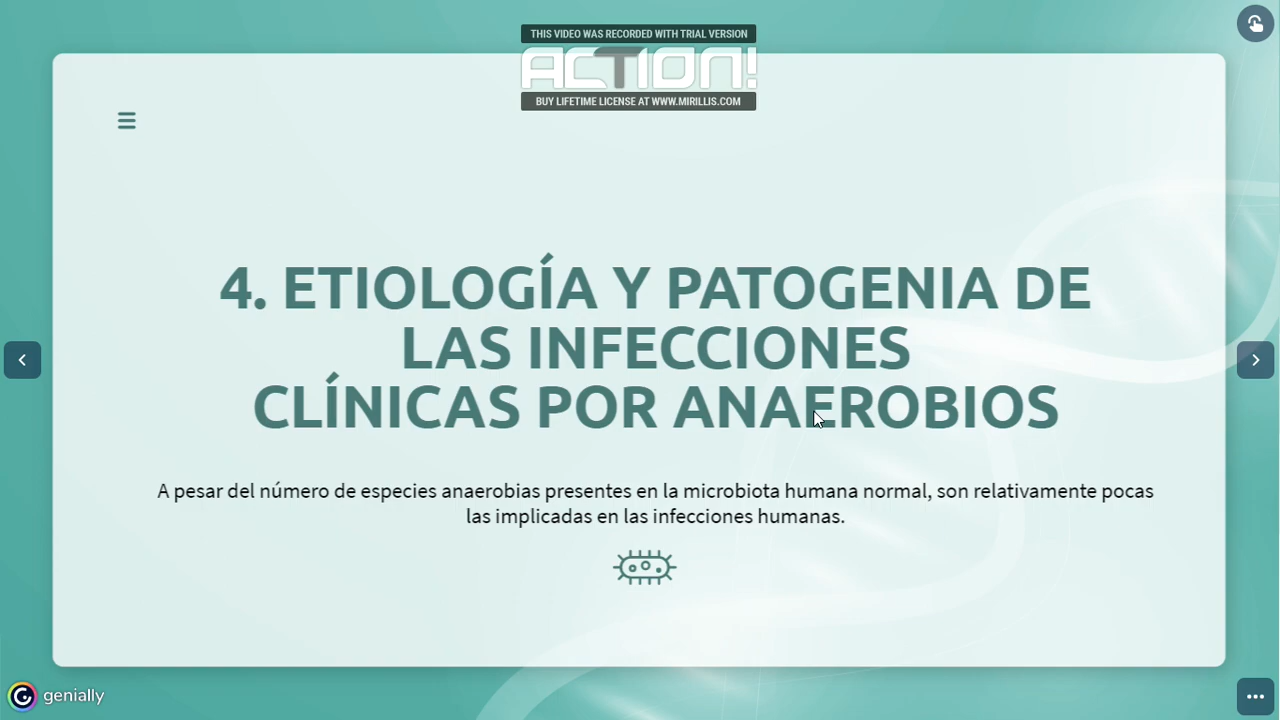 THIS VIDEO WAS RECORDED WITH TRIAL VERSION
ACTION!
BUY LIFETIME LICENSE AT WWW.MIRILLIS.COM
4. ETIOLOGÍA Y PATOGENIA DE
LAS INFECCIONES
CLÍNICAS POR ANAEROBIOS
A pesar del número de especies anaerobias presentes en la microbiota humana normal, son relativamente pocas
las implicadas en las infecciones humanas.
genially